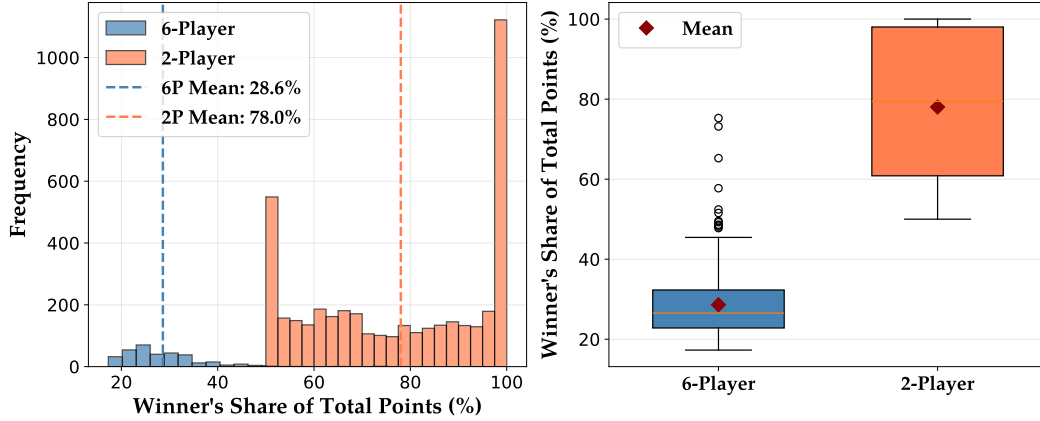 6-Player
2-Player
6P Mean: 28.6%
2P Mean: 78.0%
Frequency
1000
800
600
400
200
0
20
40
60
80
100
Winner's Share of Total Points (%)
Mean
Winner's Share of Total Points (%)
100
80
60
40
20
6-Player
2-Player